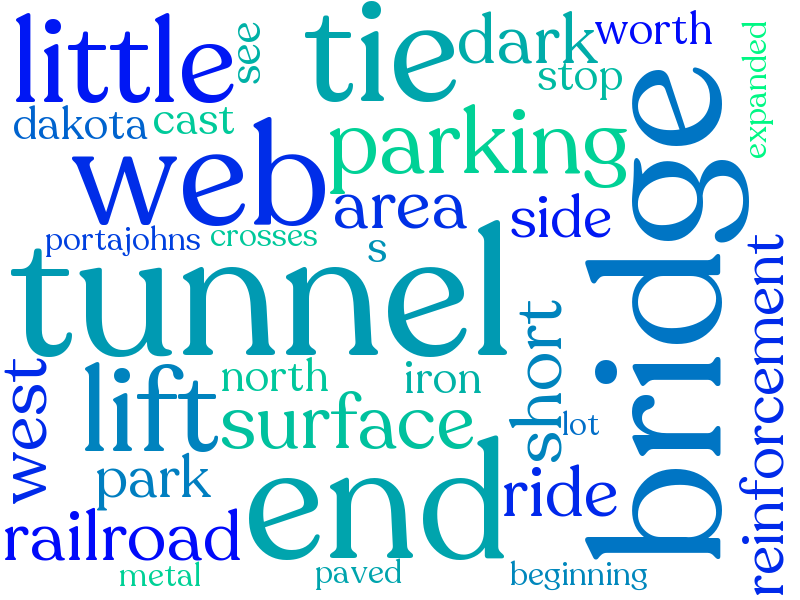 little
see
tie
dark
worth
stop
expanded
dakota
cast
parking
web
area
side
bridge
portajohns
crosses
s
tunnel
reinforcement
short
west
lift
north
iron
surface
lot
park
end
ride
railroad
metal
paved
beginning